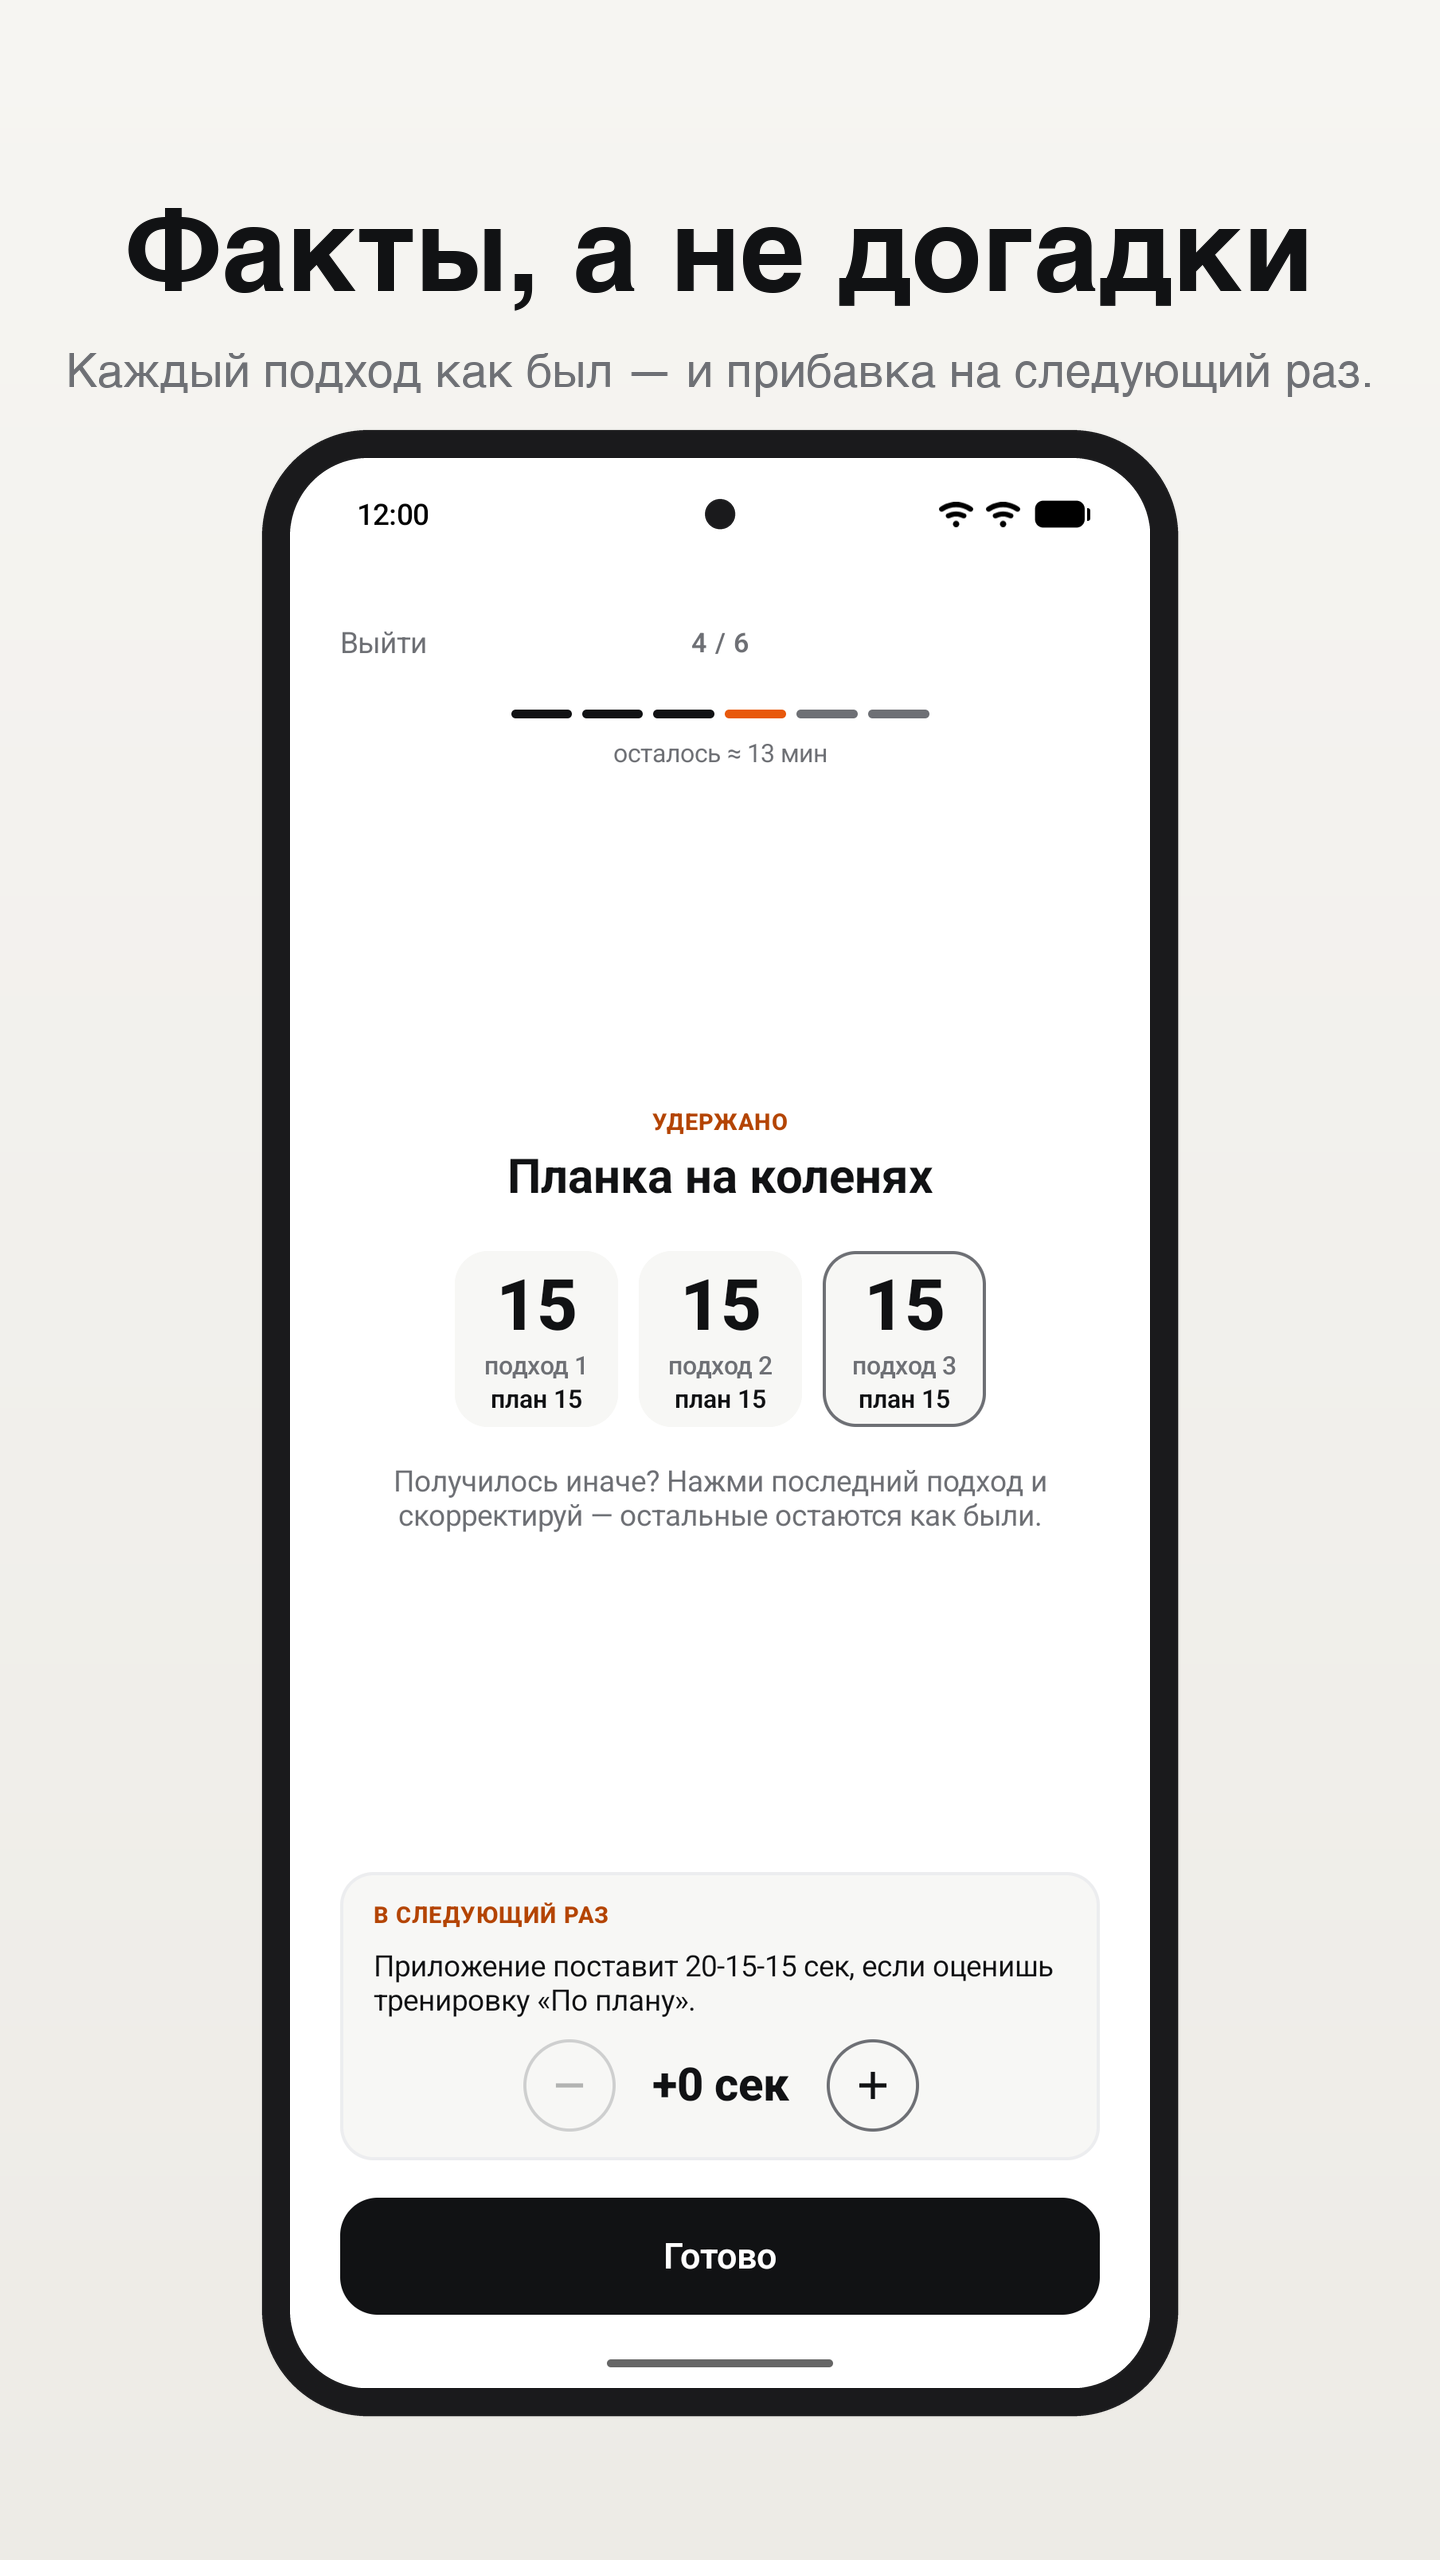 Факты, а не догадки
Каждый подход как был — и прибавка на следующий раз.
12:00
Выйти
4 / 6
осталось ≈ 13 мин
УДЕРЖАНО
Планка на коленях
15 15 15
подход 1 подход 2 подход 3
план 15 план 15 план 15
Получилось иначе? Нажми последний подход и
скорректируй — остальные остаются как были.
В СЛЕДУЮЩИЙ РАЗ
Приложение поставит 20-15-15 сек, если оценишь
тренировку «По плану».
− +0 сек +
Готово